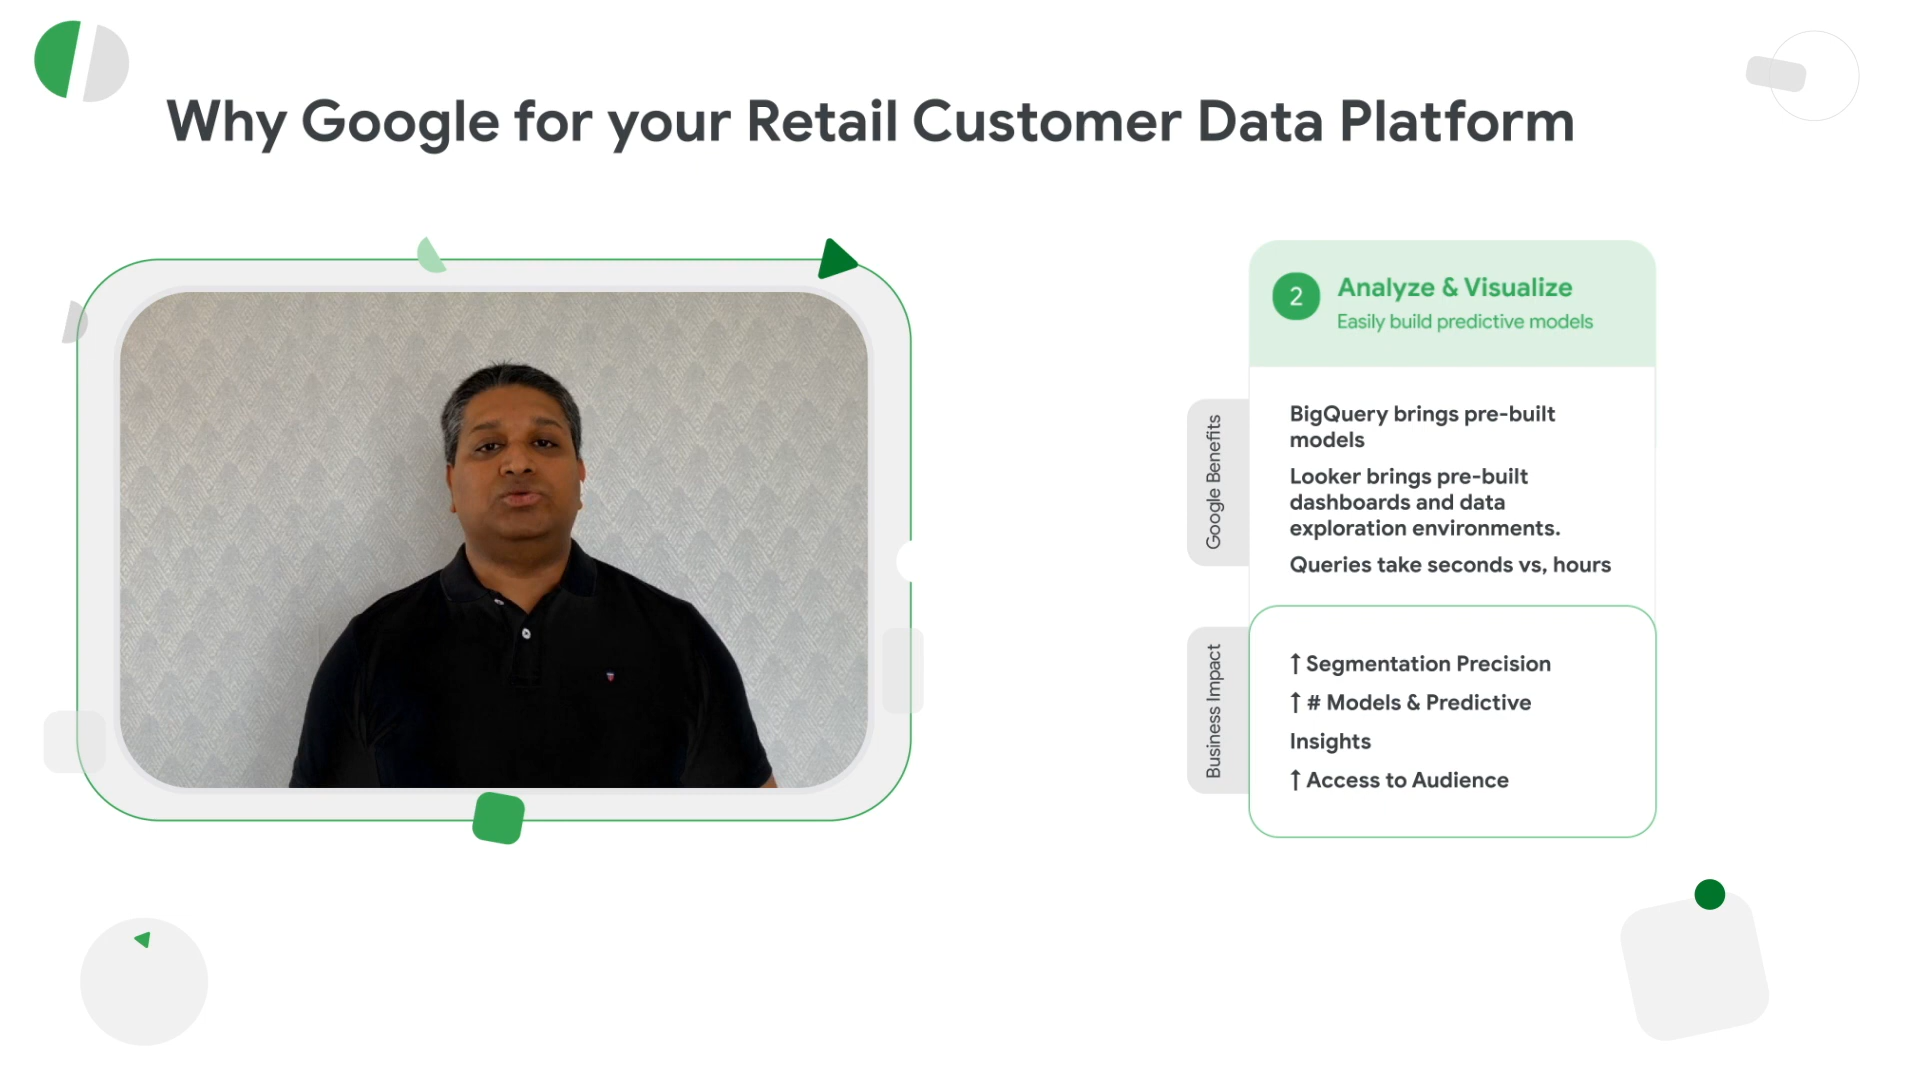 Why Google for your Retail Customer Data Platform
2
Analyze & Visualize
Easily build predictive models
Google Benefits
BigQuery brings pre-built
models
Looker brings pre-built
dashboards and data
exploration environments.
Queries take seconds vs, hours
Business Impact
↑ Segmentation Precision
↑ # Models & Predictive
Insights
↑ Access to Audience